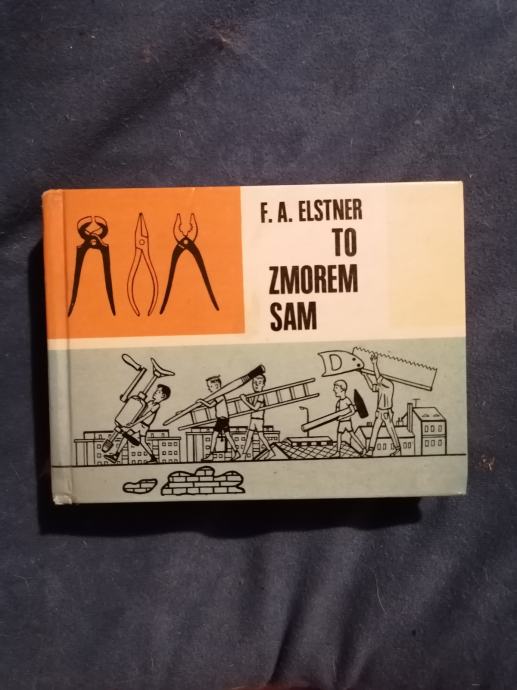 F. A. ELSTNER
TO
ZMOREM
SAM